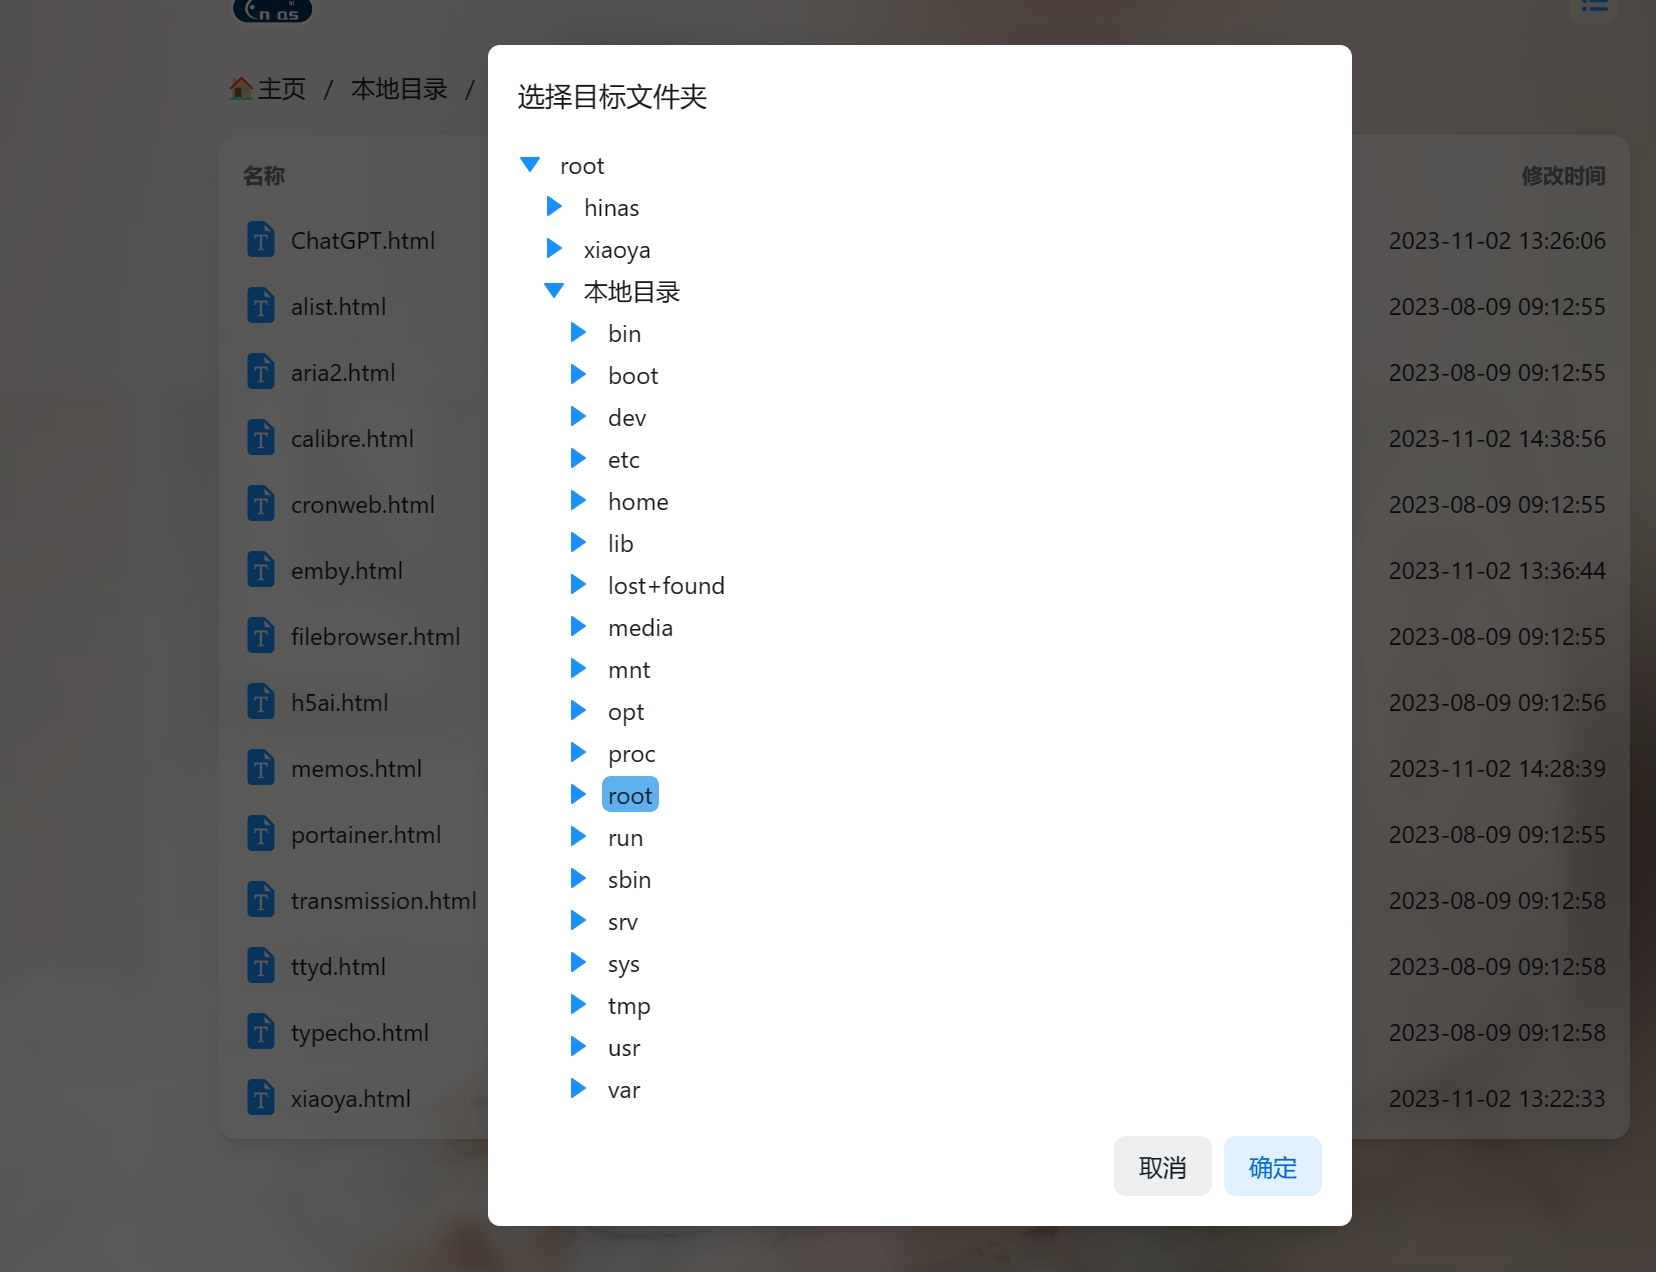 nas
主页 / 本地目录 /
选择目标文件夹
root
hinas
xiaoya
本地目录
bin
boot
dev
etc
home
lib
lost+found
media
mnt
opt
proc
root
run
sbin
srv
sys
tmp
usr
var
取消 确定
名称 修改时间
ChatGPT.html 2023-11-02 13:26:06
alist.html 2023-08-09 09:12:55
aria2.html 2023-08-09 09:12:55
calibre.html 2023-11-02 14:38:56
cronweb.html 2023-08-09 09:12:55
emby.html 2023-11-02 13:36:44
filebrowser.html 2023-08-09 09:12:55
h5ai.html 2023-08-09 09:12:56
memos.html 2023-11-02 14:28:39
portainer.html 2023-08-09 09:12:55
transmission.html 2023-08-09 09:12:58
ttyd.html 2023-08-09 09:12:58
typecho.html 2023-08-09 09:12:58
xiaoya.html 2023-11-02 13:22:33